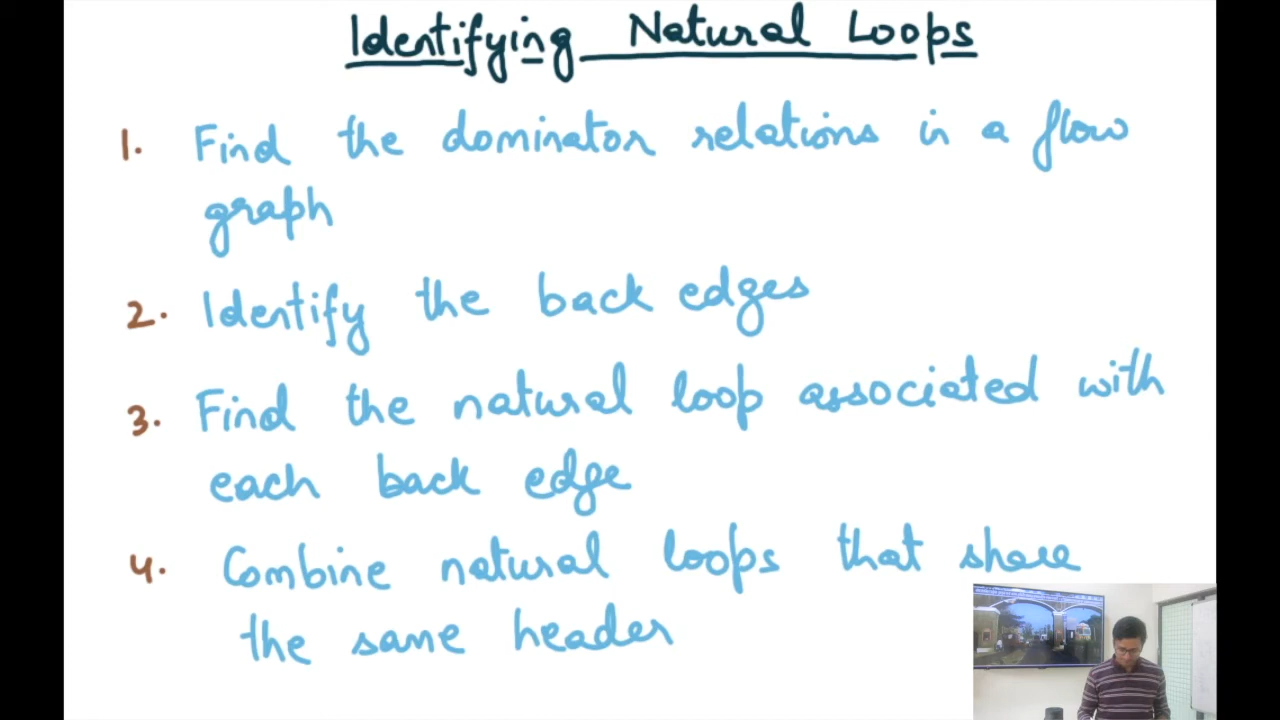 Identifying Natural Loops
1. Find the dominator relations in a flow
graph
2. Identify the back edges
3. Find the natural loop associated with
each back edge
4. Combine natural loops that share
the same header